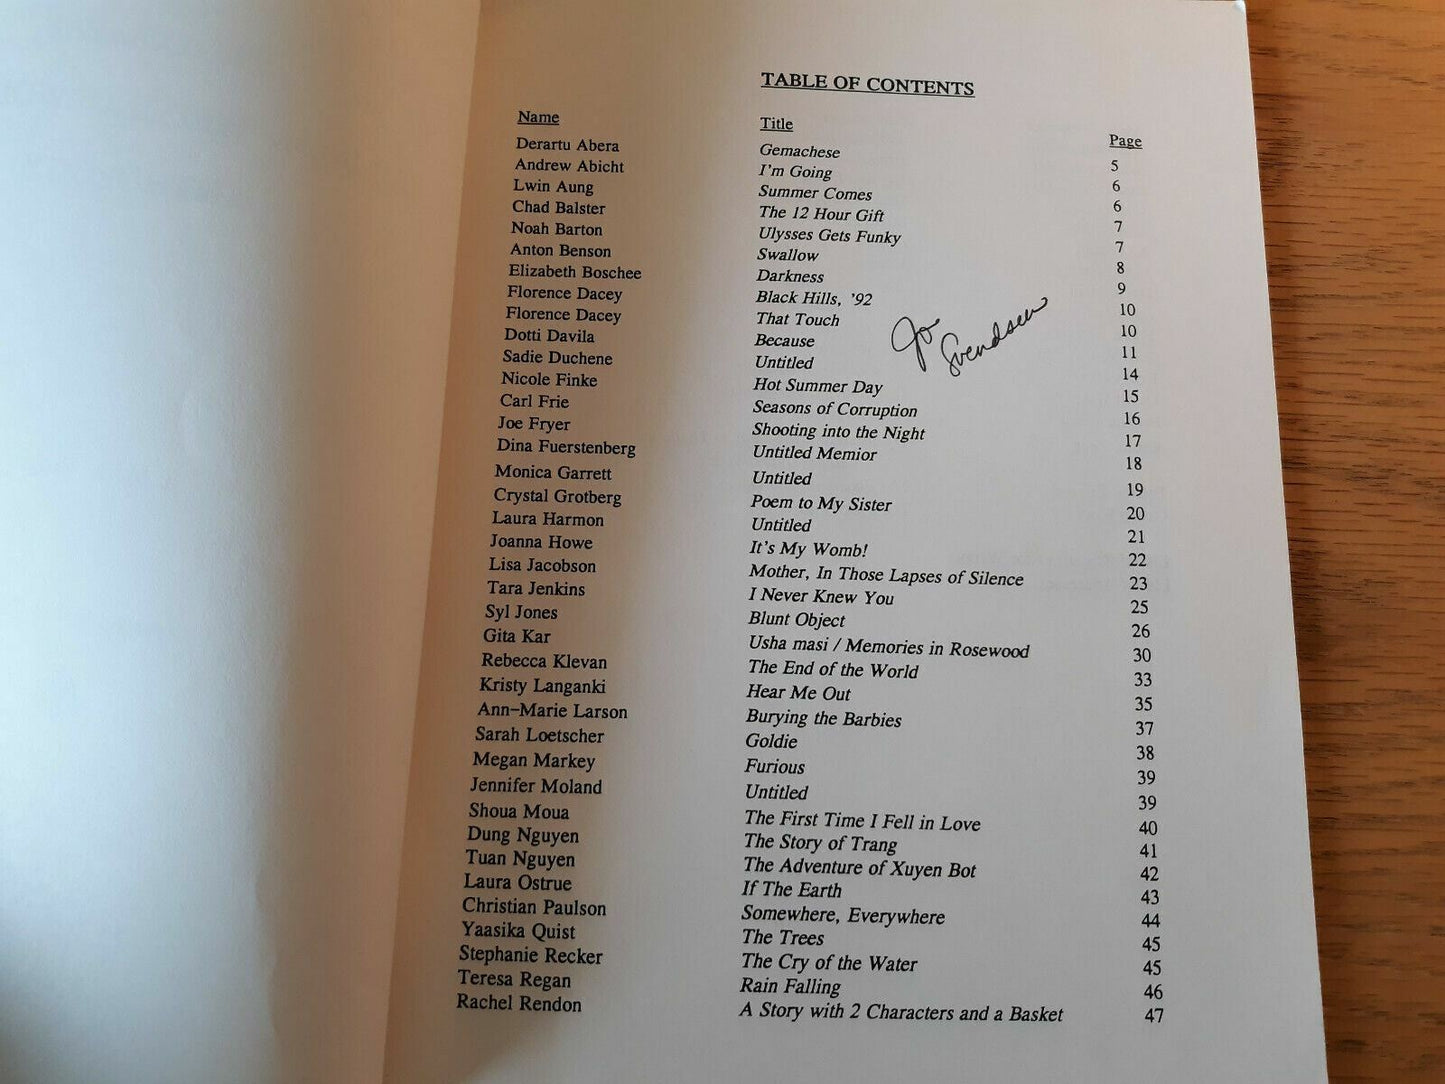 TABLE OF CONTENTS
Name Title Page
Derartu Abera Gemachese 5
Andrew Abicht I'm Going 6
Lwin Aung Summer Comes 6
Chad Balster The 12 Hour Gift 7
Noah Barton Ulysses Gets Funky 7
Anton Benson Swallow 8
Elizabeth Boschee Darkness 9
Florence Dacey Black Hills, '92 10
Florence Dacey That Touch 10
Dotti Davila Because 11
Sadie Duchene Untitled 14
Nicole Finke Hot Summer Day 15
Carl Frie Seasons of Corruption 16
Joe Fryer Shooting into the Night 17
Dina Fuerstenberg Untitled Memior 18
Monica Garrett Untitled 19
Crystal Grotberg Poem to My Sister 20
Laura Harmon Untitled 21
Joanna Howe It's My Womb! 22
Lisa Jacobson Mother, In Those Lapses of Silence 23
Tara Jenkins I Never Knew You 25
Syl Jones Blunt Object 26
Gita Kar Usha masi / Memories in Rosewood 30
Rebecca Klevan The End of the World 33
Kristy Langanki Hear Me Out 35
Ann-Marie Larson Burying the Barbies 37
Sarah Loetscher Goldie 38
Megan Markey Furious 39
Jennifer Moland Untitled 39
Shoua Moua The First Time I Fell in Love 40
Dung Nguyen The Story of Trang 41
Tuan Nguyen The Adventure of Xuyen Bot 42
Laura Ostrue If The Earth 43
Christian Paulson Somewhere, Everywhere 44
Yaasika Quist The Trees 45
Stephanie Recker The Cry of the Water 45
Teresa Regan Rain Falling 46
Rachel Rendon A Story with 2 Characters and a Basket 47
Jo
Svendsen